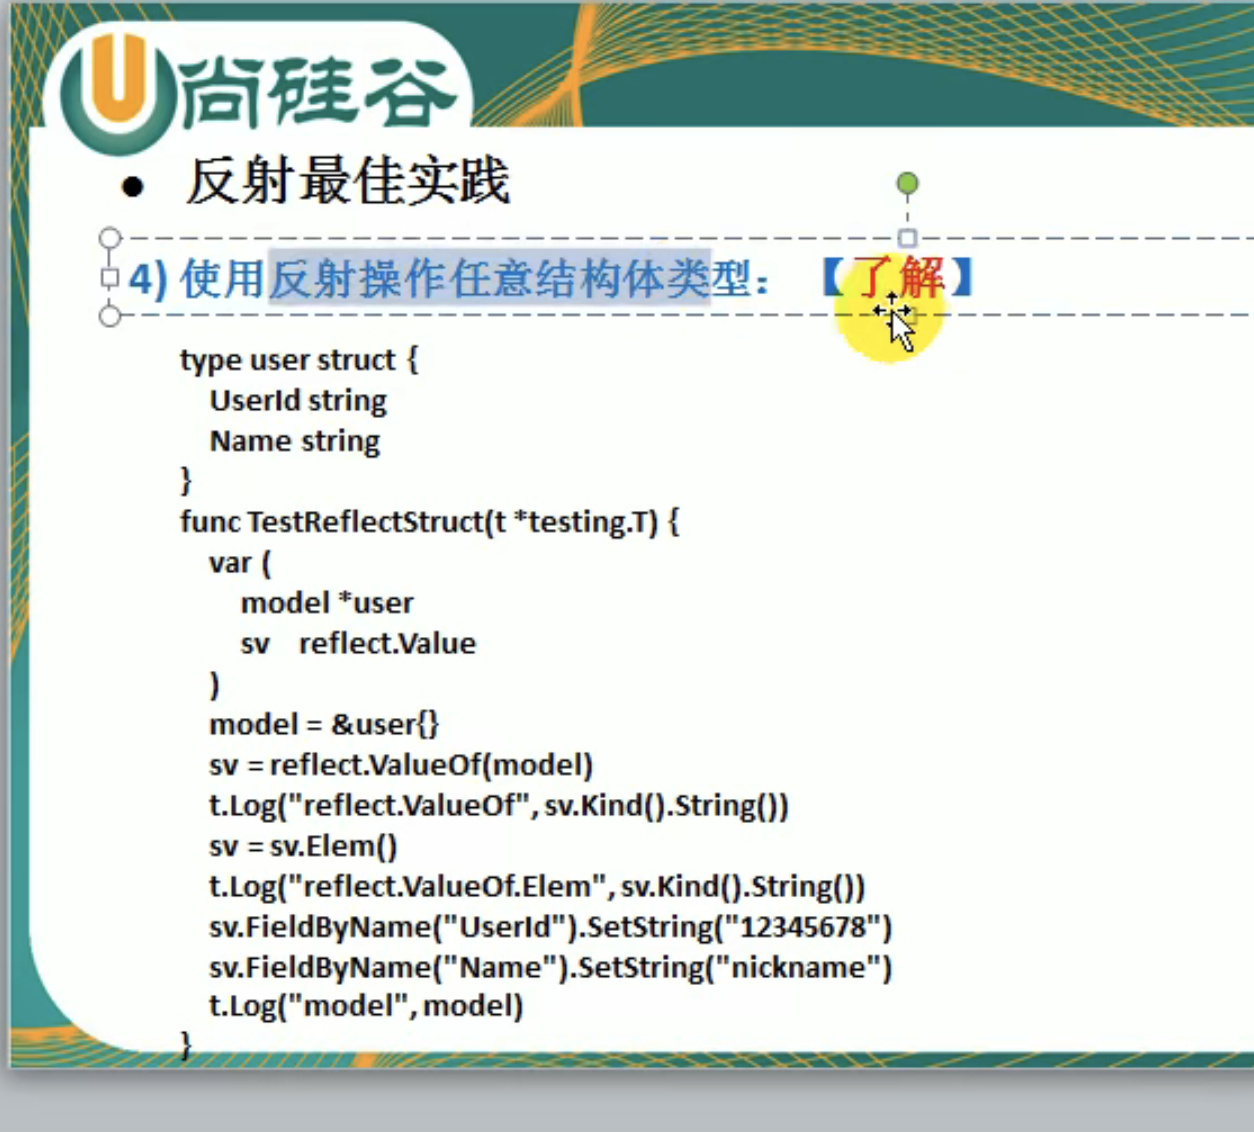 尚硅谷
• 反射最佳实践
4) 使用反射操作任意结构体类型：【了解】
type user struct {
UserId string
Name string
}
func TestReflectStruct(t *testing.T) {
var (
model *user
sv reflect.Value
)
model = &user{}
sv = reflect.ValueOf(model)
t.Log("reflect.ValueOf", sv.Kind().String())
sv = sv.Elem()
t.Log("reflect.ValueOf.Elem", sv.Kind().String())
sv.FieldByName("UserId").SetString("12345678")
sv.FieldByName("Name").SetString("nickname")
t.Log("model", model)
}